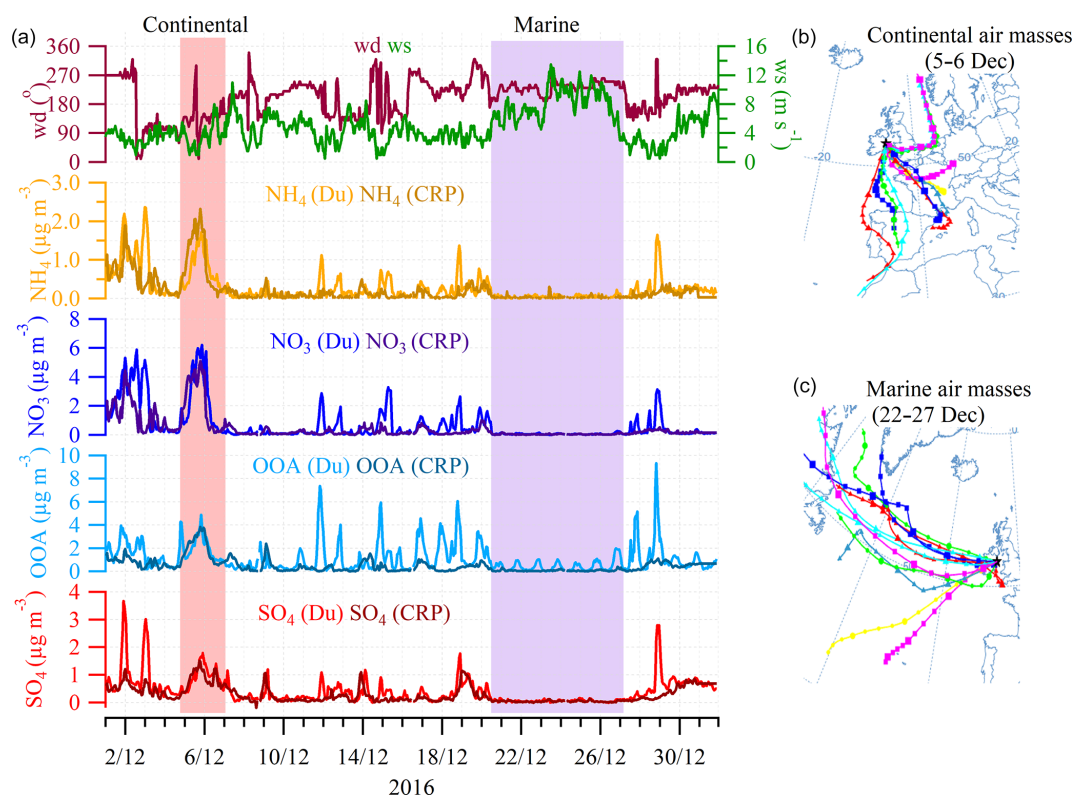 (a)
Continental
Marine
wd ws
360
270
180
90
0
wd (°)
16
12
8
4
0
ws (m s⁻¹)
NH₄ (Du) NH₄ (CRP)
3.0
2.0
1.0
0.0
NH₄ (µg m⁻³)
NO₃ (Du) NO₃ (CRP)
8
6
4
2
0
NO₃ (µg m⁻³)
OOA (Du) OOA (CRP)
10
8
6
4
2
0
OOA (µg m⁻³)
SO₄ (Du) SO₄ (CRP)
4
3
2
1
0
SO₄ (µg m⁻³)
2/12
6/12
10/12
14/12
18/12
22/12
26/12
30/12
2016
(b)
Continental air masses
(5–6 Dec)
-20
50
20
(c)
Marine air masses
(22–27 Dec)